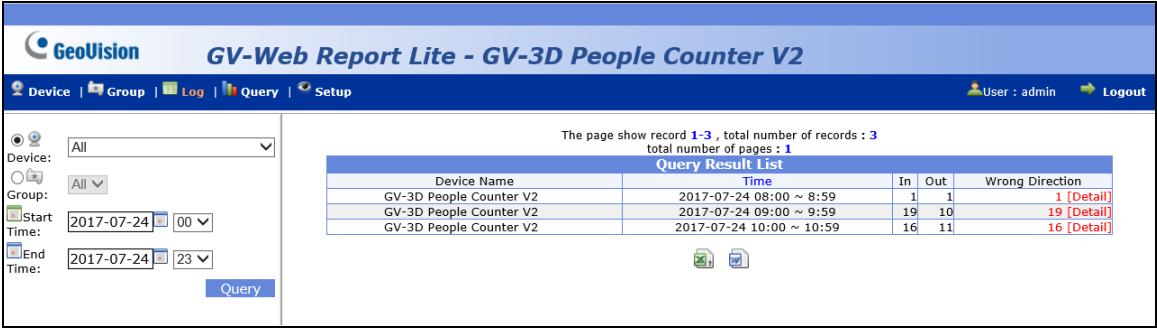 GeoVision
GV-Web Report Lite - GV-3D People Counter V2
Device | Group | Log | Query | Setup
User : admin Logout
Device:
All
Group:
All
Start Time:
2017-07-24 00
End Time:
2017-07-24 23
Query
The page show record 1-3 , total number of records : 3
total number of pages : 1
Query Result List
Device Name Time In Out Wrong Direction
GV-3D People Counter V2 2017-07-24 08:00 ~ 8:59 1 1 1 [Detail]
GV-3D People Counter V2 2017-07-24 09:00 ~ 9:59 19 10 19 [Detail]
GV-3D People Counter V2 2017-07-24 10:00 ~ 10:59 16 11 16 [Detail]